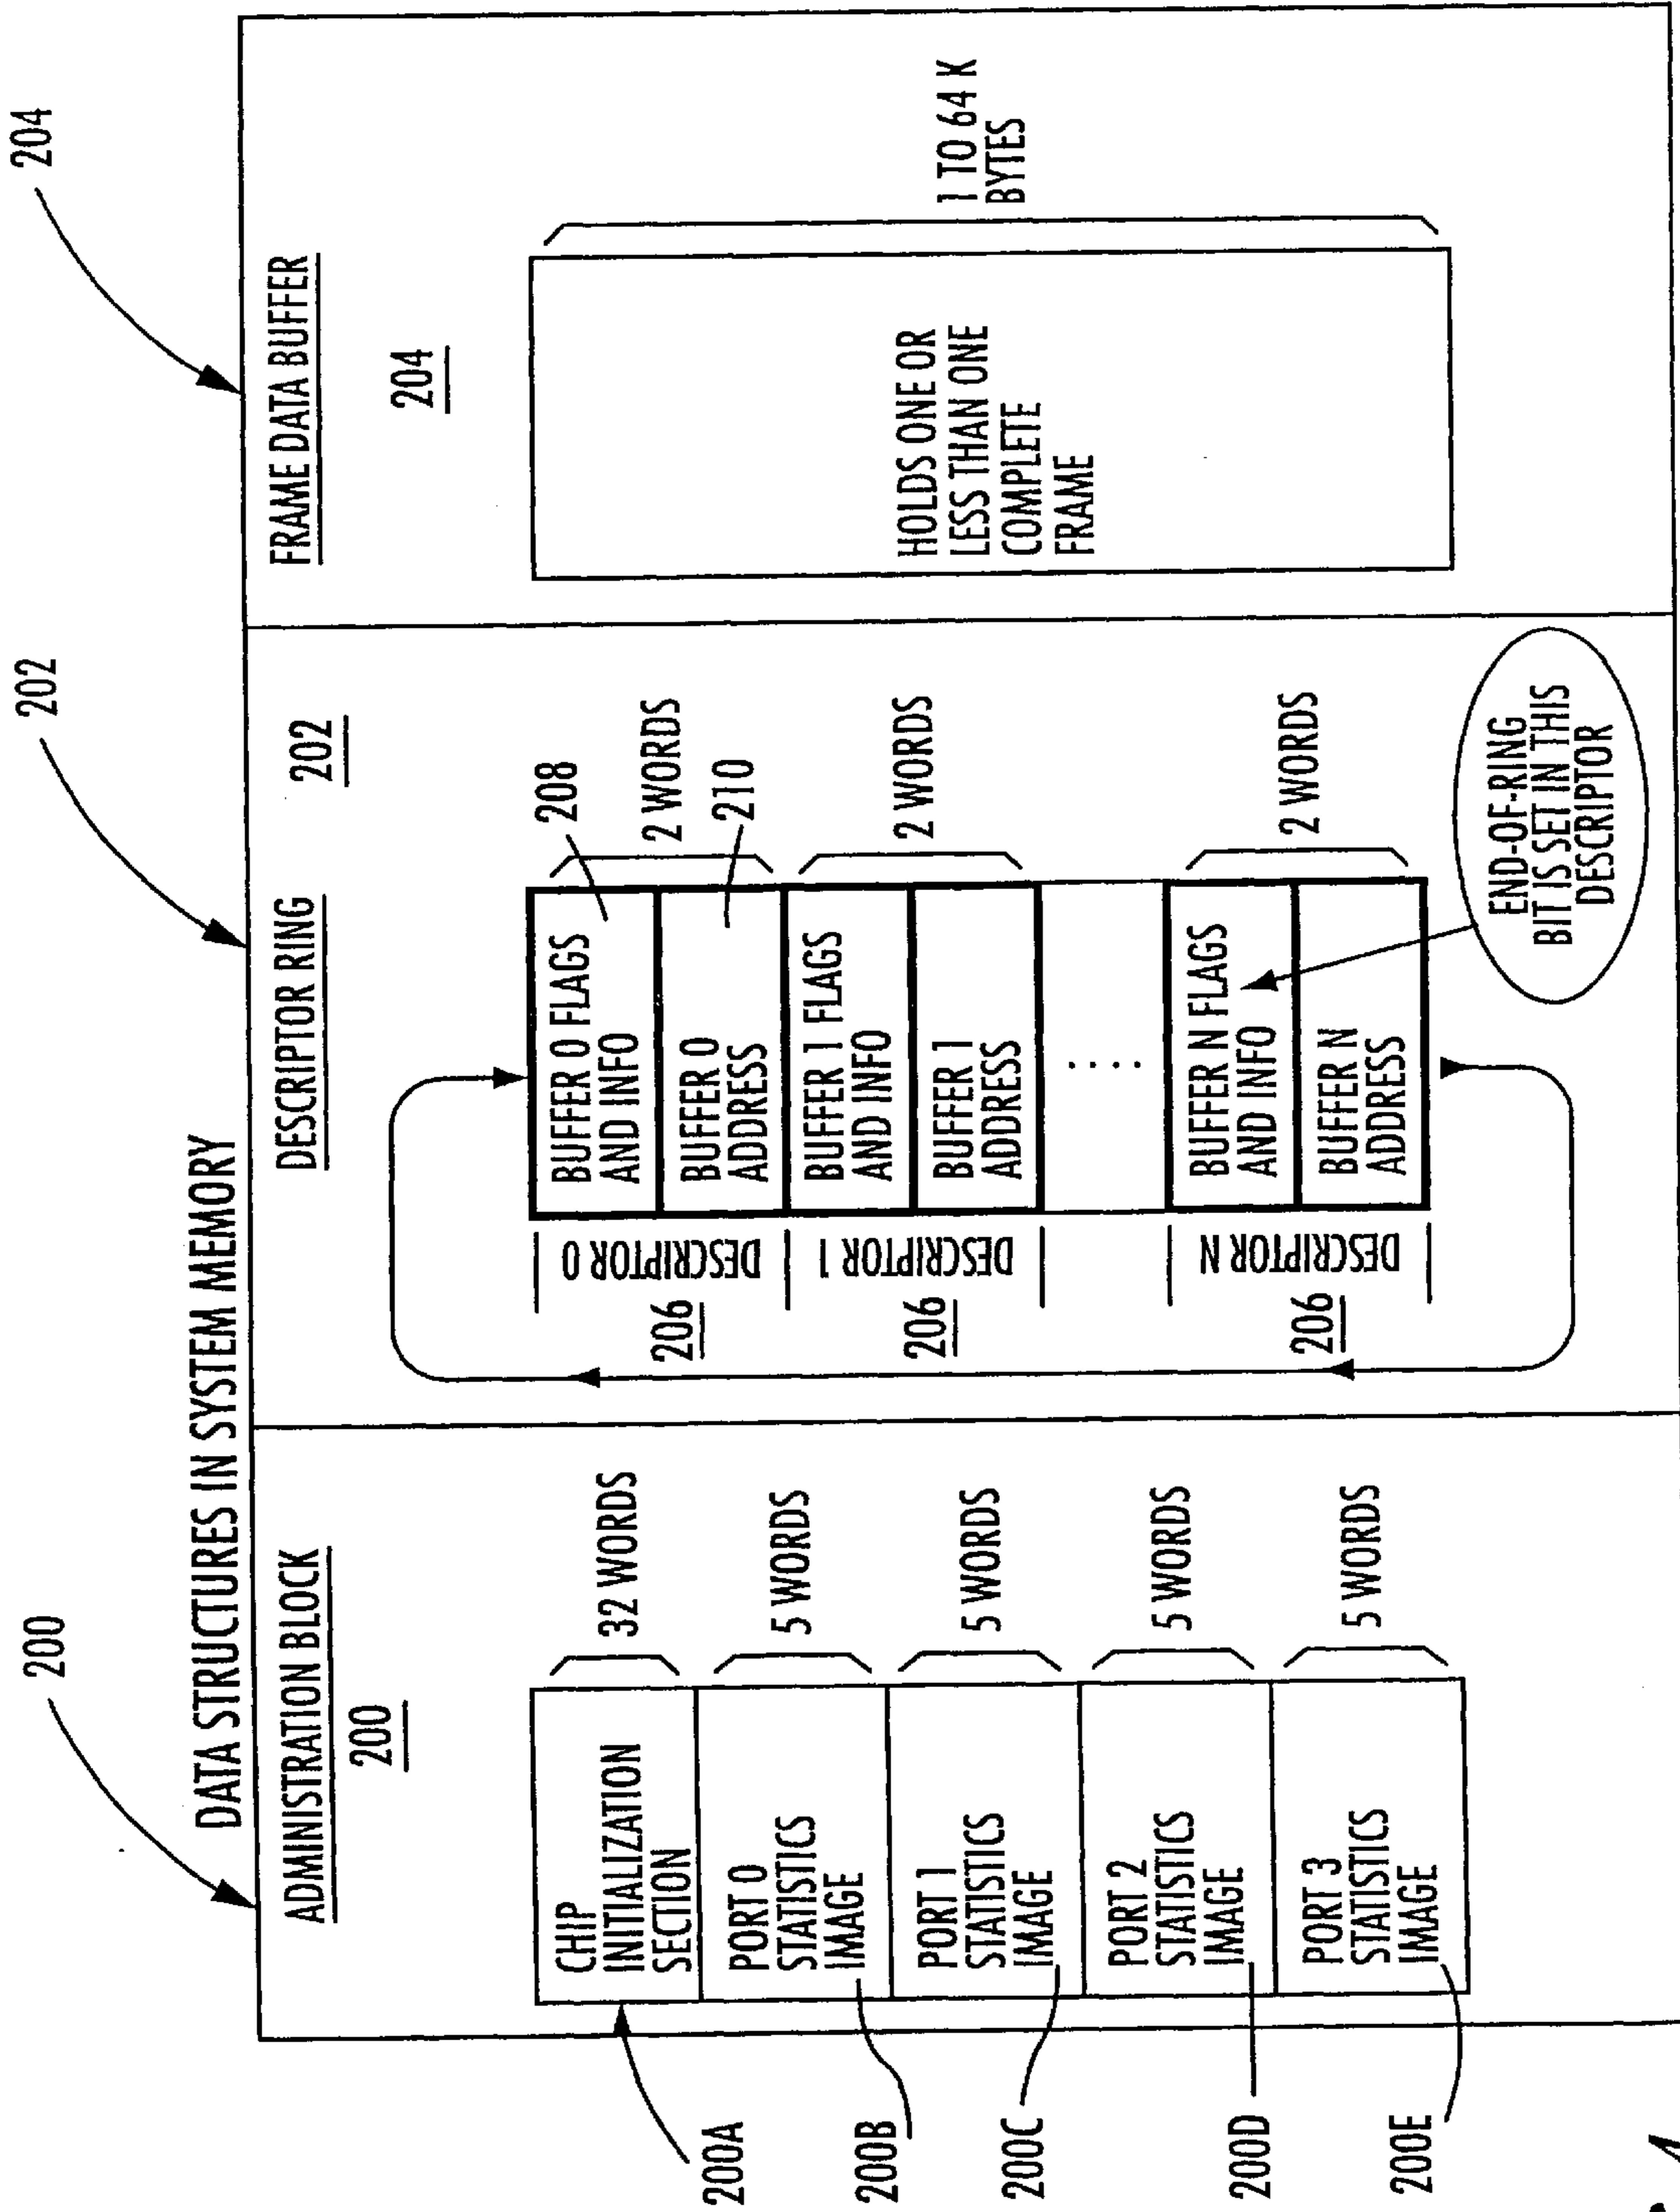 DATA STRUCTURES IN SYSTEM MEMORY
200
ADMINISTRATION BLOCK
200
CHIP
INITIALIZATION
SECTION
32 WORDS
PORT 0
STATISTICS
IMAGE
5 WORDS
PORT 1
STATISTICS
IMAGE
5 WORDS
PORT 2
STATISTICS
IMAGE
5 WORDS
PORT 3
STATISTICS
IMAGE
5 WORDS
200A
200B
200C
200D
200E
202
DESCRIPTOR RING
202
DESCRIPTOR 0
206
BUFFER 0 FLAGS
AND INFO
208
BUFFER 0
ADDRESS
210
2 WORDS
DESCRIPTOR 1
206
BUFFER 1 FLAGS
AND INFO
BUFFER 1
ADDRESS
2 WORDS
....
DESCRIPTOR N
206
BUFFER N FLAGS
AND INFO
BUFFER N
ADDRESS
2 WORDS
END-OF-RING
BIT IS SET IN THIS
DESCRIPTOR
204
FRAME DATA BUFFER
204
HOLDS ONE OR
LESS THAN ONE
COMPLETE
FRAME
1 TO 64 K
BYTES